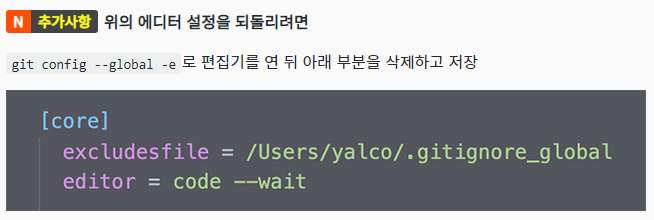 N 추가사항 위의 에디터 설정을 되돌리려면
git config --global -e 로 편집기를 연 뒤 아래 부분을 삭제하고 저장
[core]
excludesfile = /Users/yalco/.gitignore_global
editor = code --wait